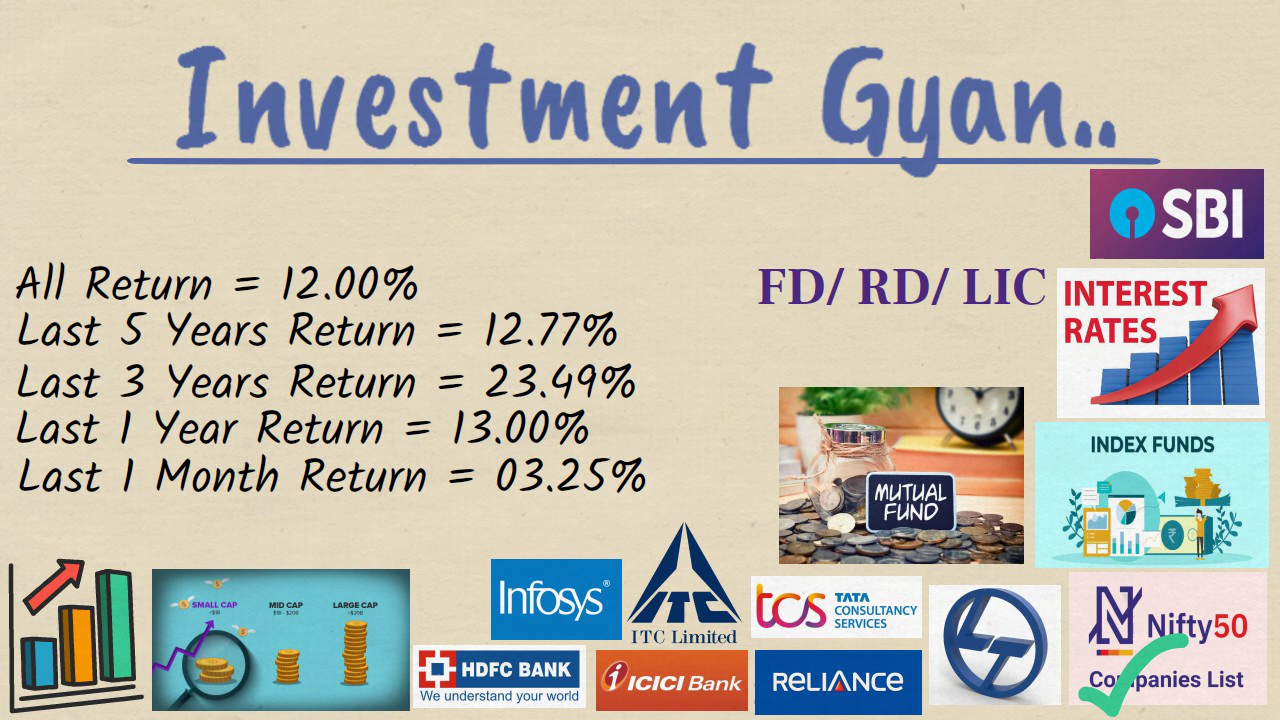 Investment Gyan..
SBI
All Return = 12.00%
Last 5 Years Return = 12.77%
Last 3 Years Return = 23.49%
Last 1 Year Return = 13.00%
Last 1 Month Return = 03.25%
FD/ RD/ LIC
INTEREST
RATES
MUTUAL
FUND
INDEX FUNDS
SMALL CAP
MID CAP
LARGE CAP
Infosys®
ITC Limited
tcs TATA
CONSULTANCY
SERVICES
Nifty50
Companies List
HDFC BANK
We understand your world
ICICI Bank
RELIANCE
LT